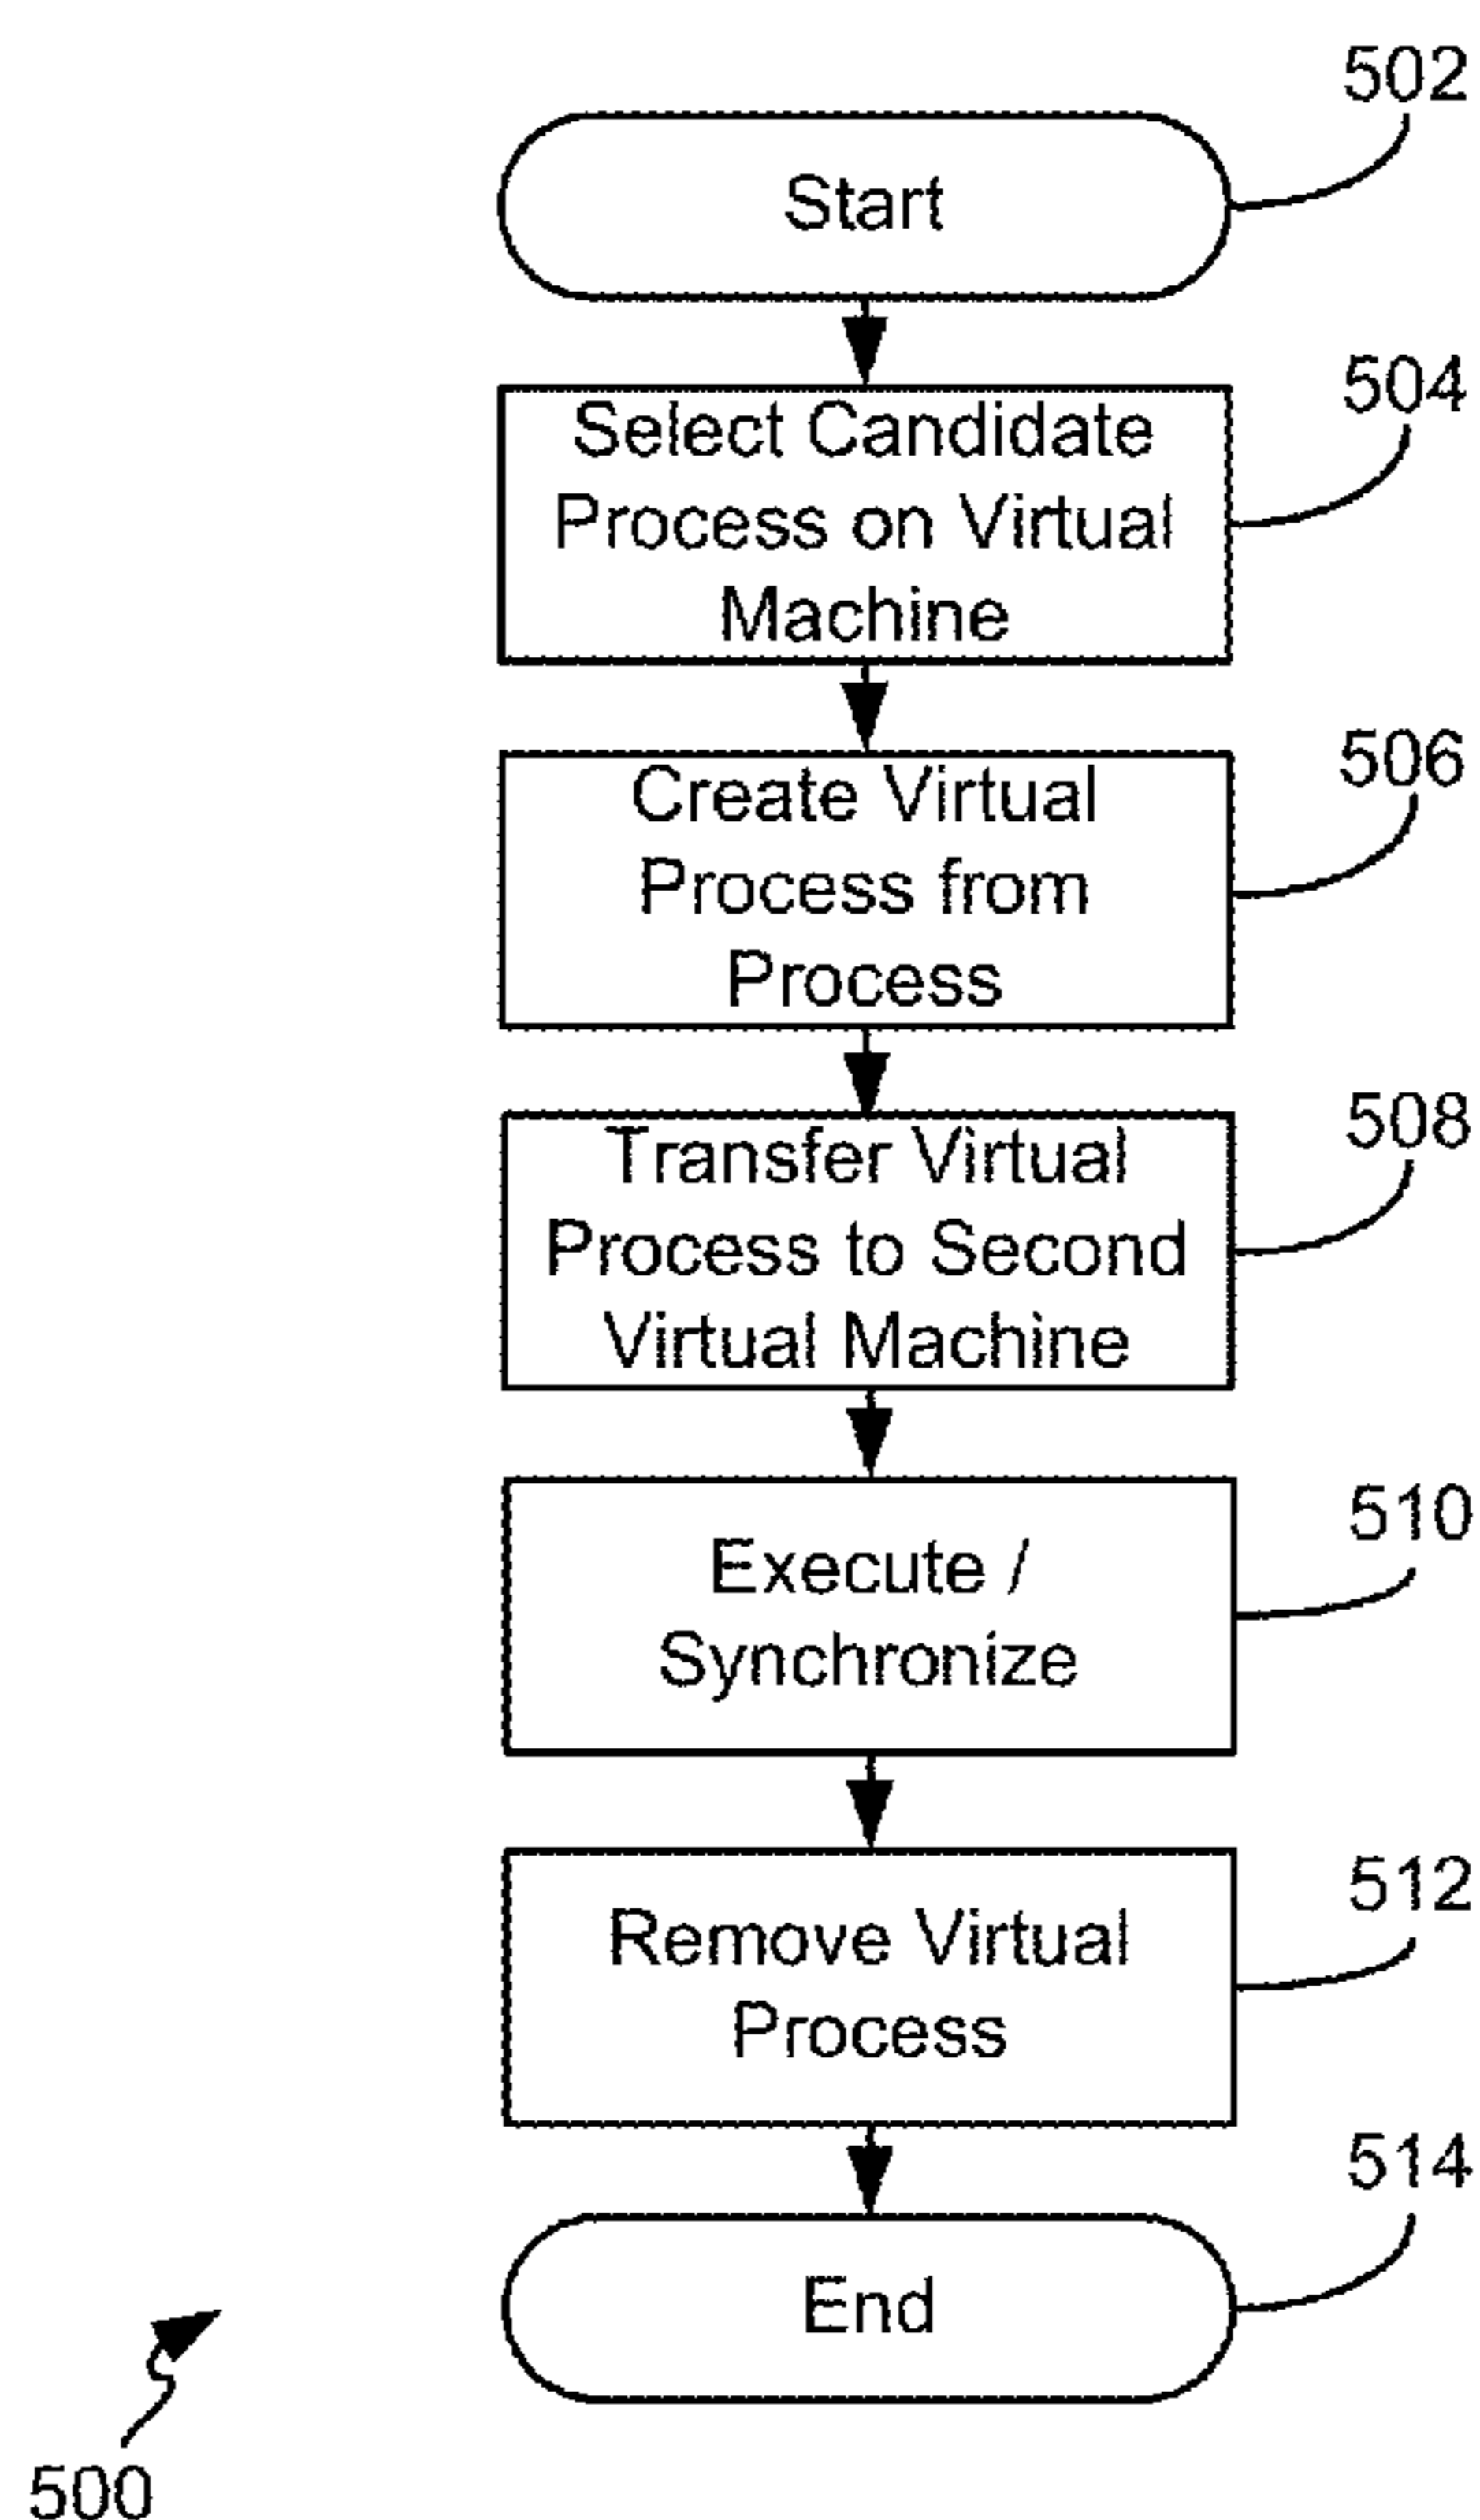 502
Start
504
Select Candidate
Process on Virtual
Machine
506
Create Virtual
Process from
Process
508
Transfer Virtual
Process to Second
Virtual Machine
510
Execute /
Synchronize
512
Remove Virtual
Process
514
End
500